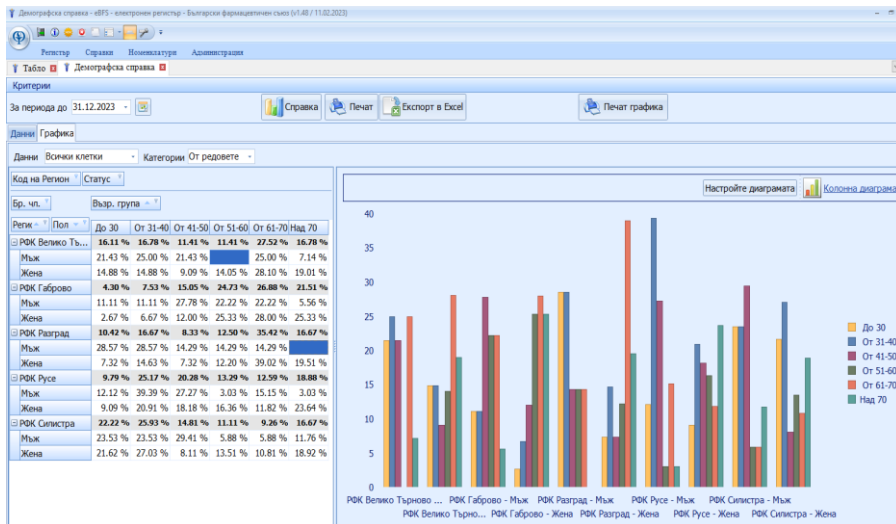 Демографска справка - eBFS - електронен регистър - Български фармацевтичен съюз (v1.48 / 11.02.2023)
Регистър Справки Номенклатури Администрация
Табло Демографска справка
Критерии
За периода до 31.12.2023 Справка Печат Експорт в Excel Печат графика
Данни Графика
Данни Всички клетки Категории От редовете
Код на Регион Статус
Настройте диаграмата Колонна диаграма
Бр. чл. Възр. група
Регис Пол До 30 От 31-40 От 41-50 От 51-60 От 61-70 Над 70
РФК Велико Тъ... 16.11 % 16.78 % 11.41 % 11.41 % 27.52 % 16.78 %
Мъж 21.43 % 25.00 % 21.43 % 25.00 % 7.14 %
Жена 14.88 % 14.88 % 9.09 % 14.05 % 28.10 % 19.01 %
РФК Габрово 4.30 % 7.53 % 15.05 % 24.73 % 26.88 % 21.51 %
Мъж 11.11 % 11.11 % 27.78 % 22.22 % 22.22 % 5.56 %
Жена 2.67 % 6.67 % 12.00 % 25.33 % 28.00 % 25.33 %
РФК Разград 10.42 % 16.67 % 8.33 % 12.50 % 35.42 % 16.67 %
Мъж 28.57 % 28.57 % 14.29 % 14.29 % 14.29 %
Жена 7.32 % 14.63 % 7.32 % 12.20 % 39.02 % 19.51 %
РФК Русе 9.79 % 25.17 % 20.28 % 13.29 % 12.59 % 18.88 %
Мъж 12.12 % 39.39 % 27.27 % 3.03 % 15.15 % 3.03 %
Жена 9.09 % 20.91 % 18.18 % 16.36 % 11.82 % 23.64 %
РФК Силистра 22.22 % 25.93 % 14.81 % 11.11 % 9.26 % 16.67 %
Мъж 23.53 % 23.53 % 29.41 % 5.88 % 5.88 % 11.76 %
Жена 21.62 % 27.03 % 8.11 % 13.51 % 10.81 % 18.92 %
40
35
30
25
20
15
10
5
0
До 30
От 31-40
От 41-50
От 51-60
От 61-70
Над 70
РФК Велико Търново ... РФК Габрово - Мъж РФК Разград - Мъж РФК Русе - Мъж РФК Силистра - Мъж
РФК Велико Търно... РФК Габрово - Жена РФК Разград - Жена РФК Русе - Жена РФК Силистра - Жена